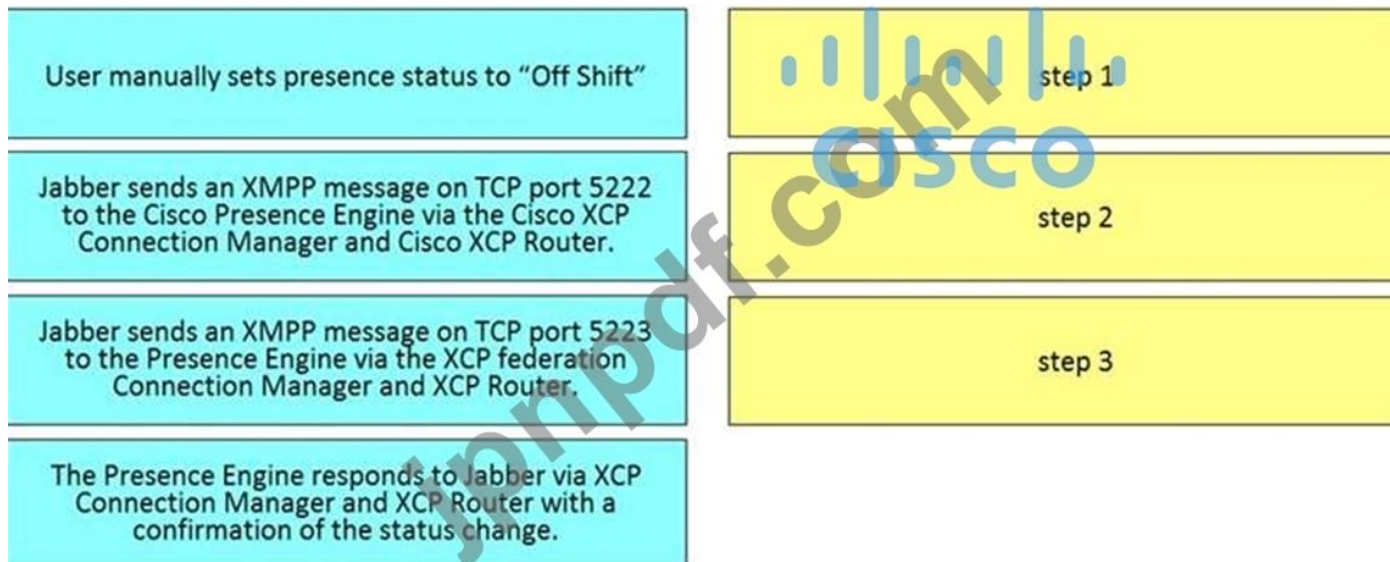 User manually sets presence status to “Off Shift”
Jabber sends an XMPP message on TCP port 5222
to the Cisco Presence Engine via the Cisco XCP
Connection Manager and Cisco XCP Router.
Jabber sends an XMPP message on TCP port 5223
to the Presence Engine via the XCP federation
Connection Manager and XCP Router.
The Presence Engine responds to Jabber via XCP
Connection Manager and XCP Router with a
confirmation of the status change.
step 1
step 2
step 3
CISCO
jpnpdf.com